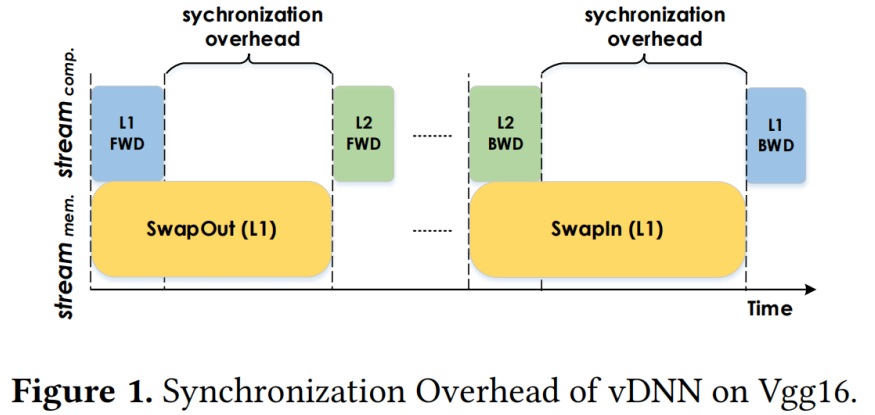 sychronization
overhead
sychronization
overhead
stream comp.
L1
FWD
L2
FWD
........
L2
BWD
L1
BWD
stream mem.
SwapOut (L1)
........
SwapIn (L1)
Time
Figure 1. Synchronization Overhead of vDNN on Vgg16.